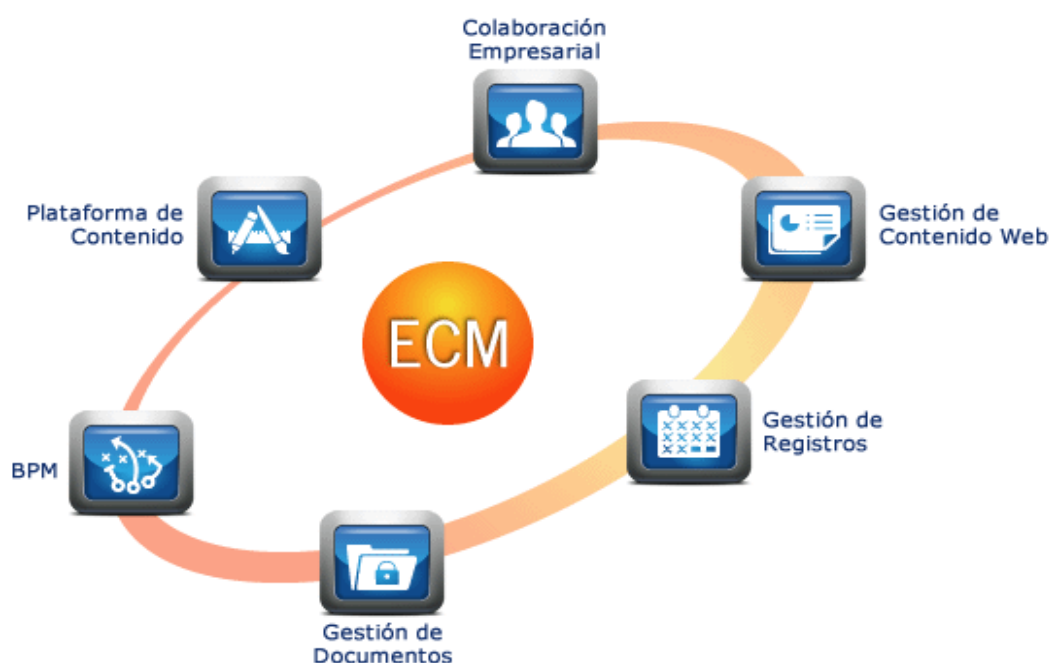 Colaboración
Empresarial
Plataforma de
Contenido
Gestión de
Contenido Web
ECM
Gestión de
Registros
BPM
Gestión de
Documentos